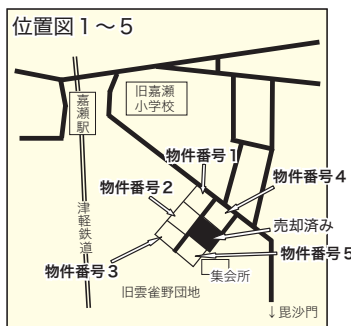 位置図1～5
嘉瀬駅
旧嘉瀬
小学校
物件番号1
物件番号4
物件番号2
売却済み
津軽鉄道
物件番号5
物件番号3
集会所
旧雲雀野団地
↓毘沙門